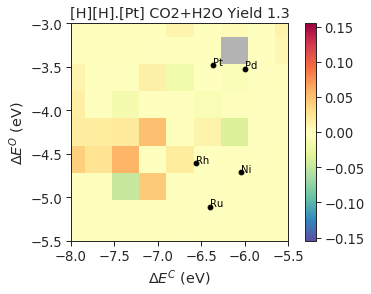 [H][H].[Pt] CO2+H2O Yield 1.3
−3.0
−3.5
−4.0
−4.5
−5.0
−5.5
ΔE^O (eV)
Pt
Pd
Rh
Ni
Ru
−8.0 −7.5 −7.0 −6.5 −6.0 −5.5
ΔE^C (eV)
0.15
0.10
0.05
0.00
−0.05
−0.10
−0.15